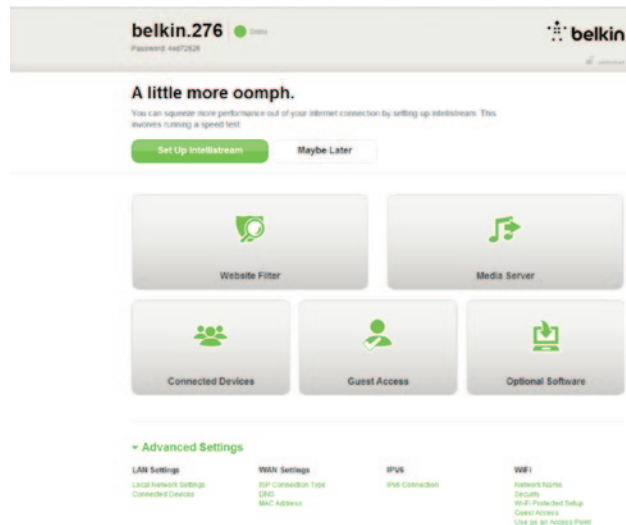 belkin.276
Online
belkin
Password: 44d72626
A little more oomph.
You can squeeze more performance out of your internet connection by setting up intellistream. This
involves running a speed test
Set Up Intellistream
Maybe Later
Website Filter
Media Server
Connected Devices
Guest Access
Optional Software
Advanced Settings
LAN Settings
WAN Settings
IPV6
WiFi
Local Network Settings
ISP Connection Type
IPv6 Connection
Network Name
Connected Devices
DNS
Security
MAC Address
Wi-Fi Protected Setup
Guest Access
Use as an Access Point